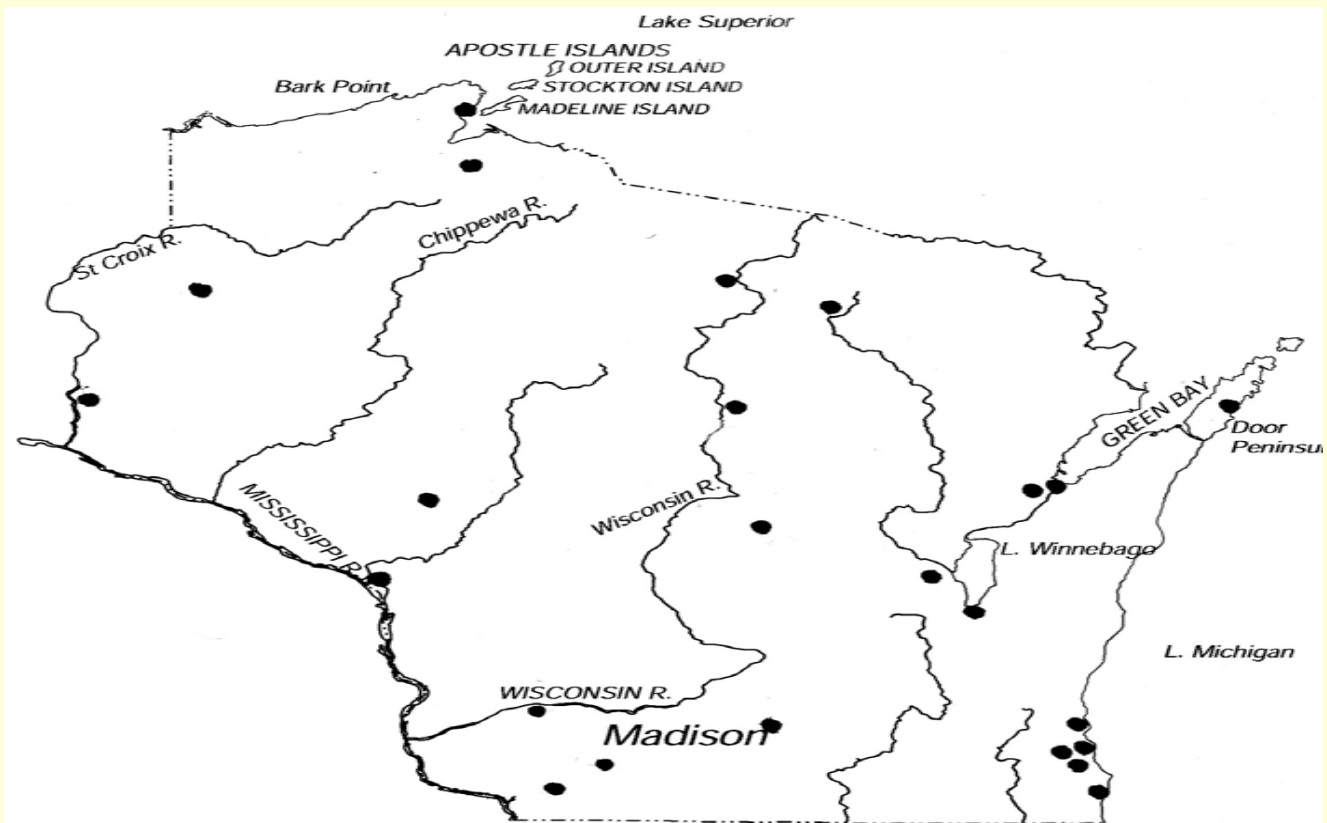 Lake Superior
APOSTLE ISLANDS
OUTER ISLAND
Bark Point
STOCKTON ISLAND
MADELINE ISLAND
Chippewa R.
St Croix R.
GREEN BAY
Door
Peninsu
MISSISSIPPI R.
Wisconsin R.
L. Winnebago
L. Michigan
WISCONSIN R.
Madison